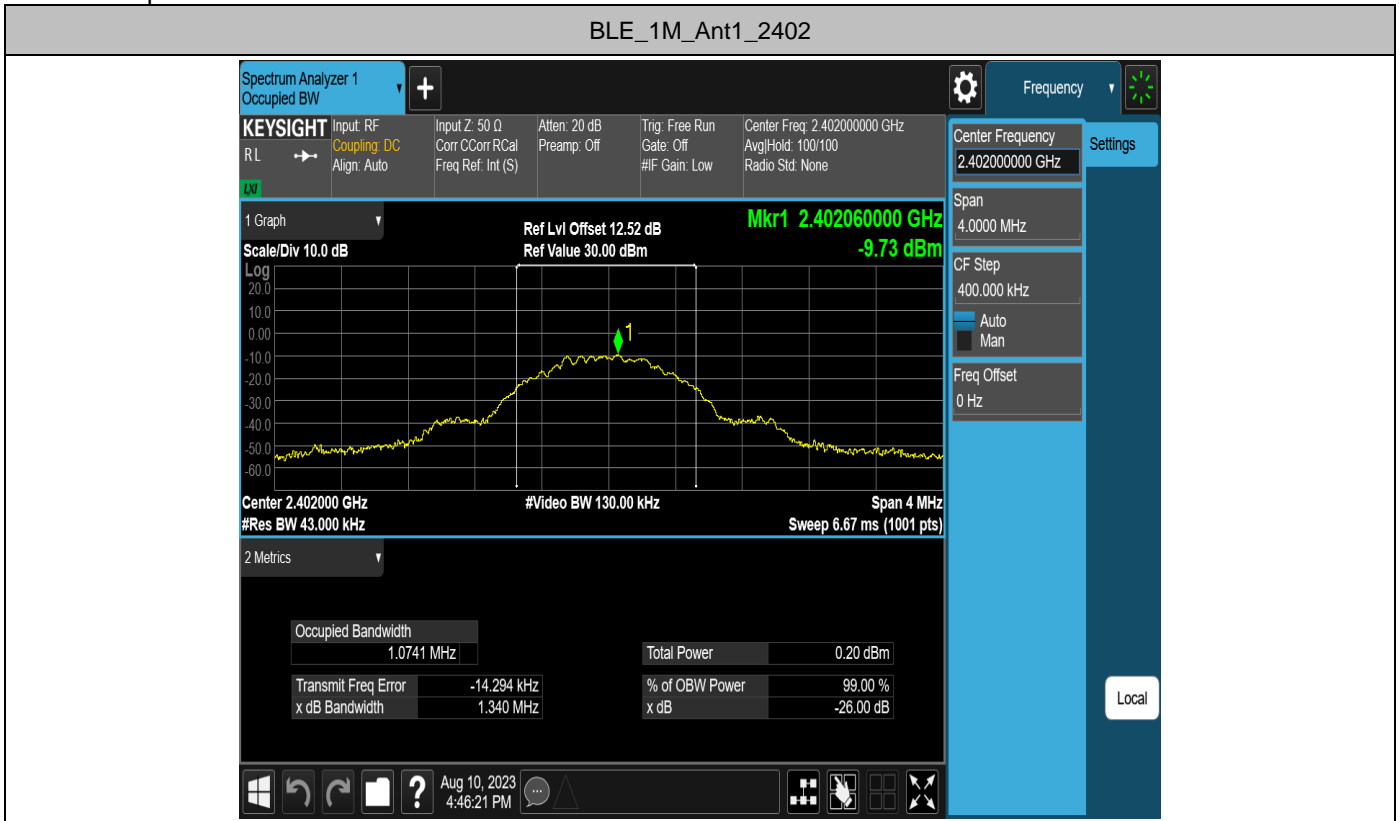 BLE_1M_Ant1_2402
Spectrum Analyzer 1
Occupied BW
+
Frequency
KEYSIGHT
RL
LXI
Input: RF
Coupling: DC
Align: Auto
Input Z: 50 Ω
Corr CCorr RCal
Freq Ref: Int (S)
Atten: 20 dB
Preamp: Off
Trig: Free Run
Gate: Off
#IF Gain: Low
Center Freq: 2.402000000 GHz
Avg|Hold: 100/100
Radio Std: None
Center Frequency
2.402000000 GHz
Settings
Span
4.0000 MHz
CF Step
400.000 kHz
Auto
Man
Freq Offset
0 Hz
Local
1 Graph
Scale/Div 10.0 dB
Ref Lvl Offset 12.52 dB
Ref Value 30.00 dBm
Mkr1 2.402060000 GHz
-9.73 dBm
Log
20.0
10.0
0.00
-10.0
-20.0
-30.0
-40.0
-50.0
-60.0
1
Center 2.402000 GHz
#Video BW 130.00 kHz
Span 4 MHz
#Res BW 43.000 kHz
Sweep 6.67 ms (1001 pts)
2 Metrics
Occupied Bandwidth
1.0741 MHz
Total Power 0.20 dBm
Transmit Freq Error -14.294 kHz
% of OBW Power 99.00 %
x dB Bandwidth 1.340 MHz
x dB -26.00 dB
?
Aug 10, 2023
4:46:21 PM